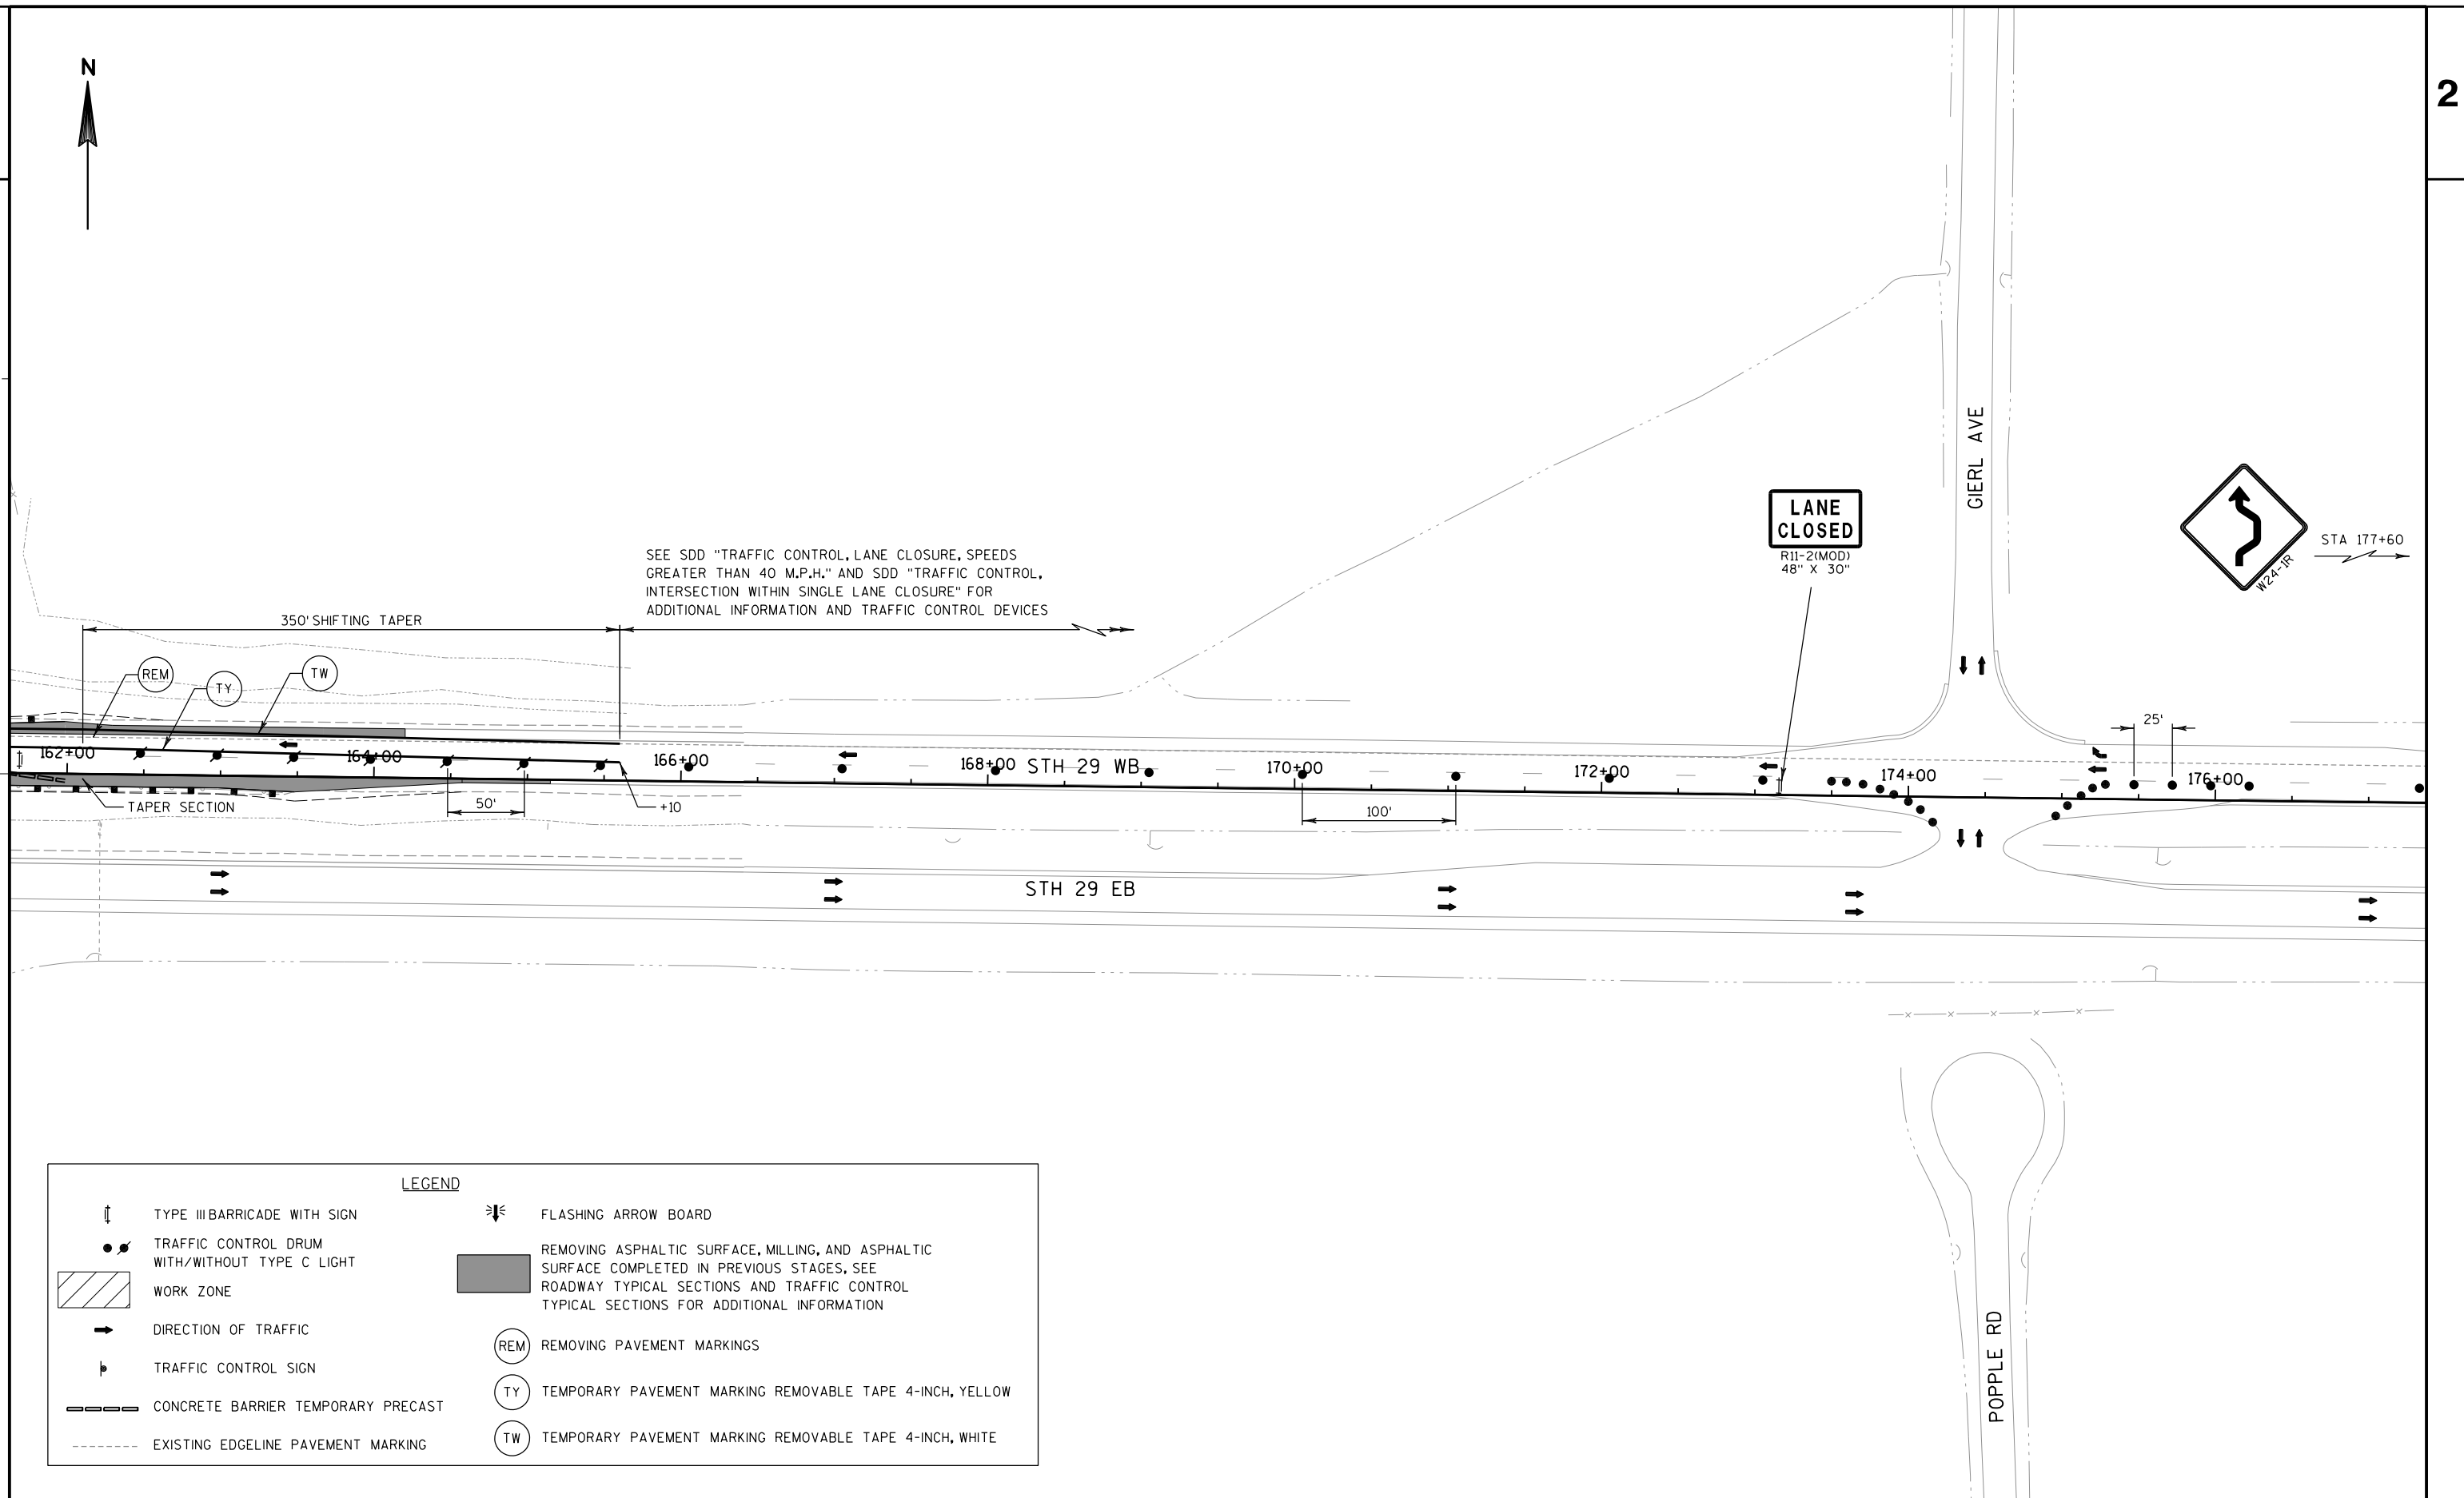 N
2
GIERL AVE
LANE
CLOSED
R11-2(MOD)
48" X 30"
W24-1R
STA 177+60
SEE SDD "TRAFFIC CONTROL, LANE CLOSURE, SPEEDS
GREATER THAN 40 M.P.H." AND SDD "TRAFFIC CONTROL,
INTERSECTION WITHIN SINGLE LANE CLOSURE" FOR
ADDITIONAL INFORMATION AND TRAFFIC CONTROL DEVICES
350' SHIFTING TAPER
REM
TY
TW
25'
162+00
164+00
166+00
168+00
STH 29 WB
170+00
172+00
174+00
176+00
TAPER SECTION
50'
+10
100'
STH 29 EB
POPPLE RD
LEGEND
TYPE III BARRICADE WITH SIGN
TRAFFIC CONTROL DRUM
WITH/WITHOUT TYPE C LIGHT
WORK ZONE
DIRECTION OF TRAFFIC
TRAFFIC CONTROL SIGN
CONCRETE BARRIER TEMPORARY PRECAST
EXISTING EDGELINE PAVEMENT MARKING
FLASHING ARROW BOARD
REMOVING ASPHALTIC SURFACE, MILLING, AND ASPHALTIC
SURFACE COMPLETED IN PREVIOUS STAGES, SEE
ROADWAY TYPICAL SECTIONS AND TRAFFIC CONTROL
TYPICAL SECTIONS FOR ADDITIONAL INFORMATION
REM REMOVING PAVEMENT MARKINGS
TY TEMPORARY PAVEMENT MARKING REMOVABLE TAPE 4-INCH, YELLOW
TW TEMPORARY PAVEMENT MARKING REMOVABLE TAPE 4-INCH, WHITE